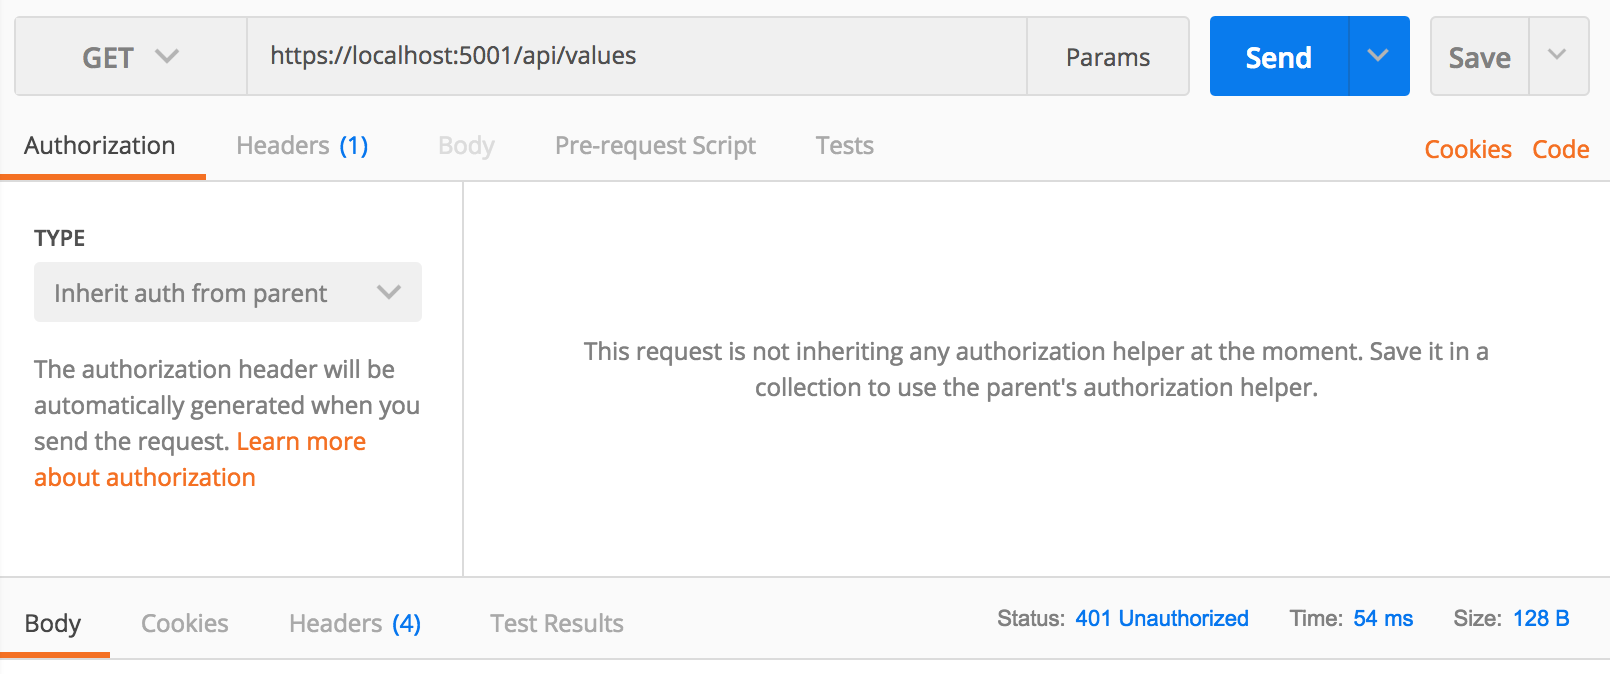 GET https://localhost:5001/api/values Params Send Save
Authorization Headers (1) Body Pre-request Script Tests Cookies Code
TYPE
Inherit auth from parent
The authorization header will be
automatically generated when you
send the request. Learn more
about authorization
This request is not inheriting any authorization helper at the moment. Save it in a
collection to use the parent's authorization helper.
Body Cookies Headers (4) Test Results Status: 401 Unauthorized Time: 54 ms Size: 128 B